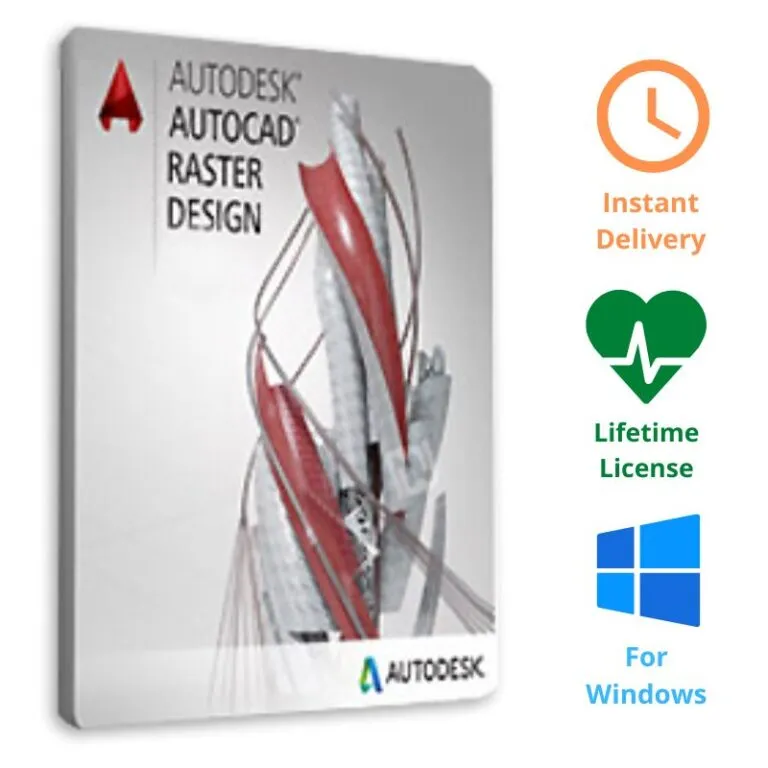 AUTODESK®
AUTOCAD®
RASTER
DESIGN
AUTODESK
Instant
Delivery
Lifetime
License
For
Windows